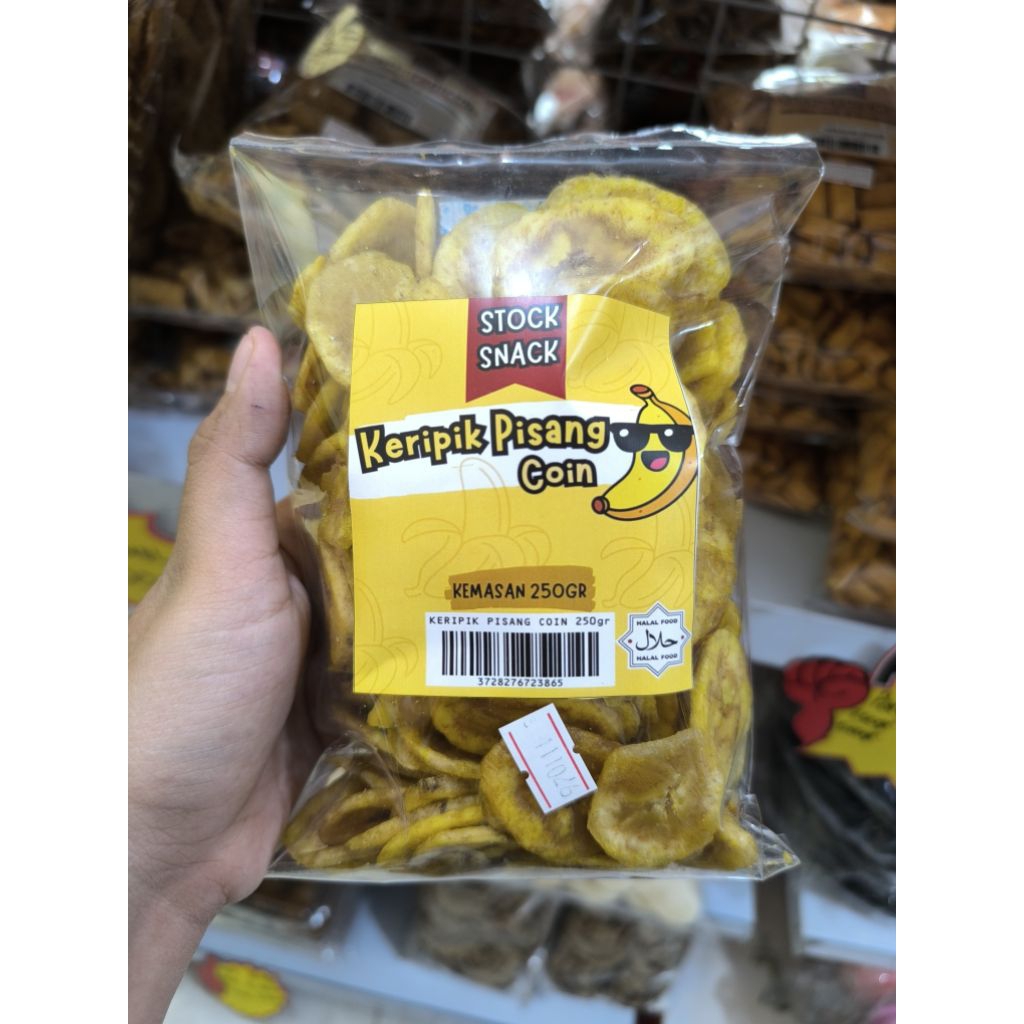 STOCK
SNACK
Keripik Pisang
Coin
KEMASAN 250GR
KERIPIK PISANG COIN 250gr
3728276723865
HALAL FOOD
حلال
HALAL FOOD